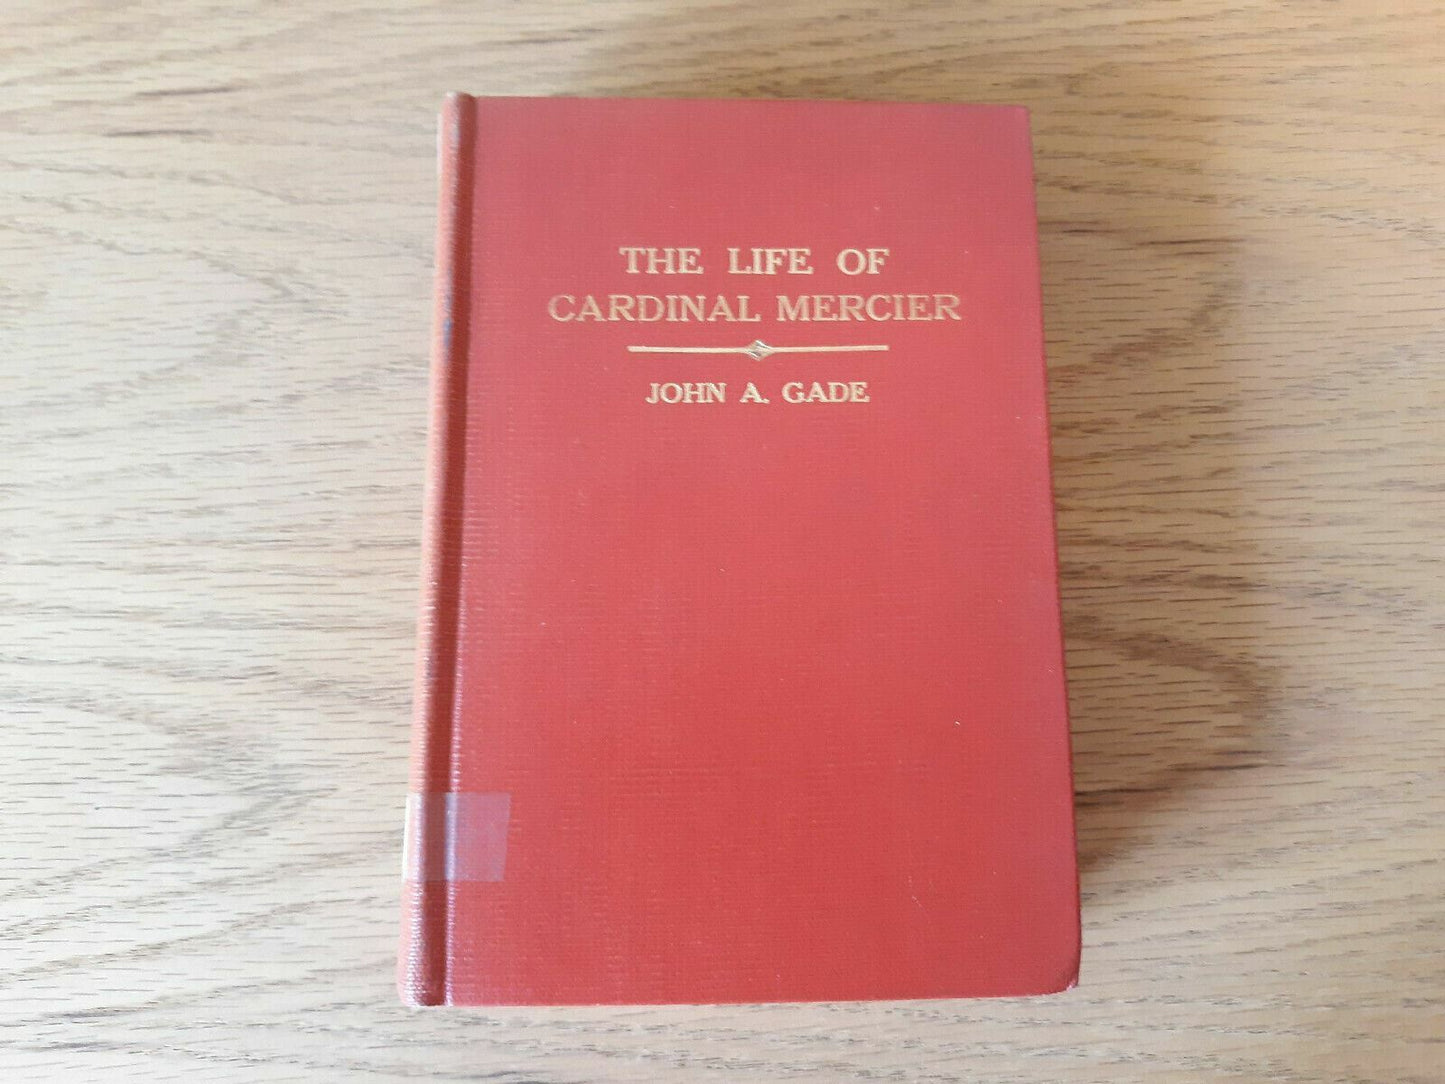 THE LIFE OF
CARDINAL MERCIER
JOHN A. GADE